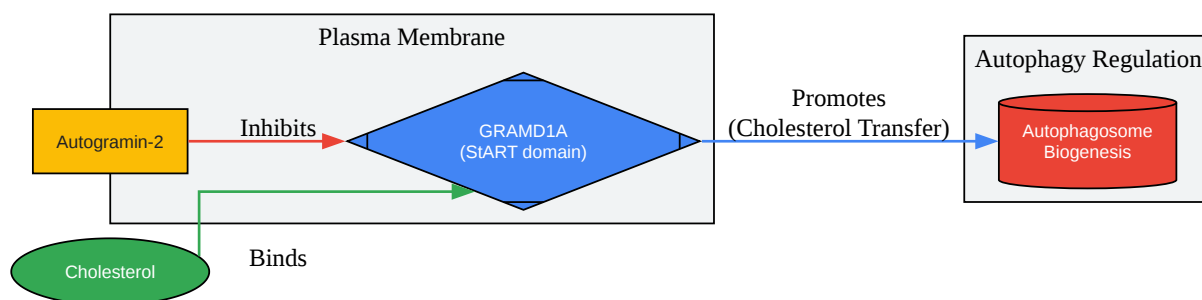 Plasma Membrane
Autophagy Regulation
Autogramin-2
Inhibits
GRAMD1A
(StART domain)
Promotes
(Cholesterol Transfer)
Autophagosome
Biogenesis
Cholesterol
Binds